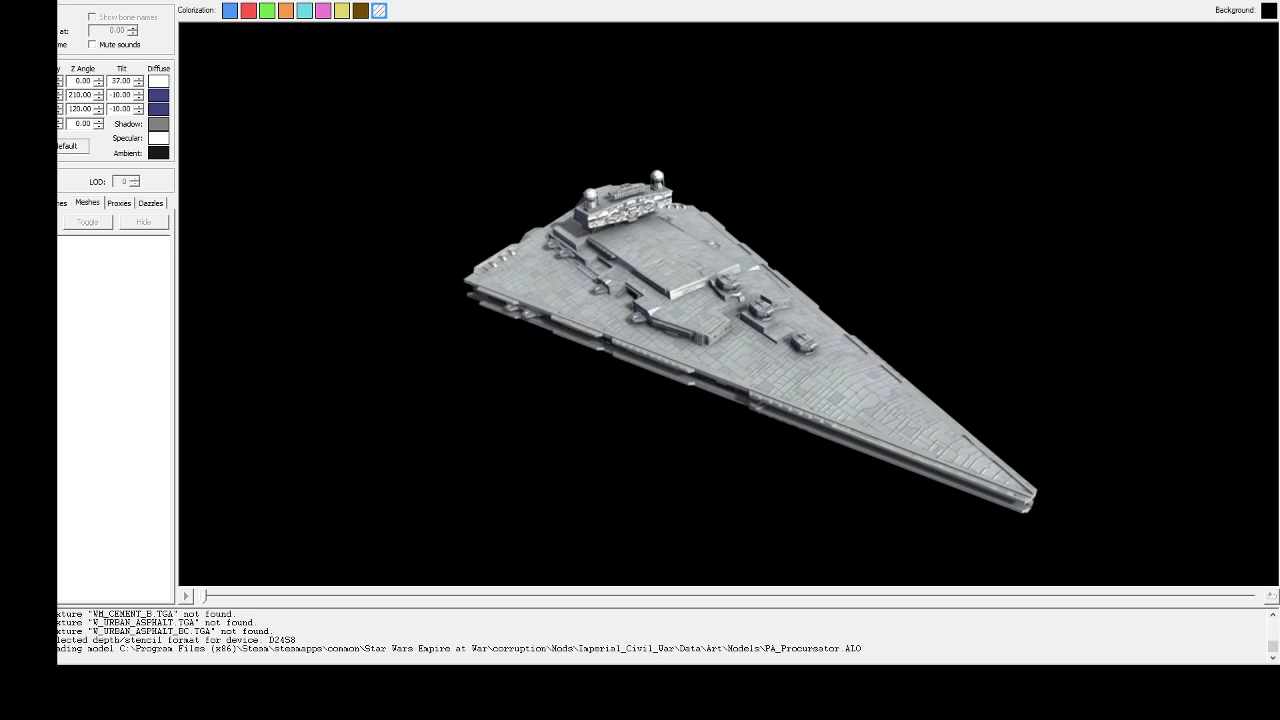 Colorization:
Background:
Show bone names
at: 0.00
me Mute sounds
y Z Angle Tilt Diffuse
0.00 37.00
210.00 -10.00
120.00 -10.00
0.00 Shadow:
Specular:
efault
Ambient:
LOD: 0
nes Meshes Proxies Dazzles
Toggle Hide
xture "WM_CEMENT_B.TGA" not found.
xture "W_URBAN_ASPHALT.TGA" not found.
xture "W_URBAN_ASPHALT_BC.TGA" not found.
lected depth/stencil format for device. D24S8
ading model C:\Program Files (x86)\Steam\steamapps\common\Star Wars Empire at War\corruption\Mods\Imperial_Civil_War\Data\Art\Models\PA_Procursator.ALO